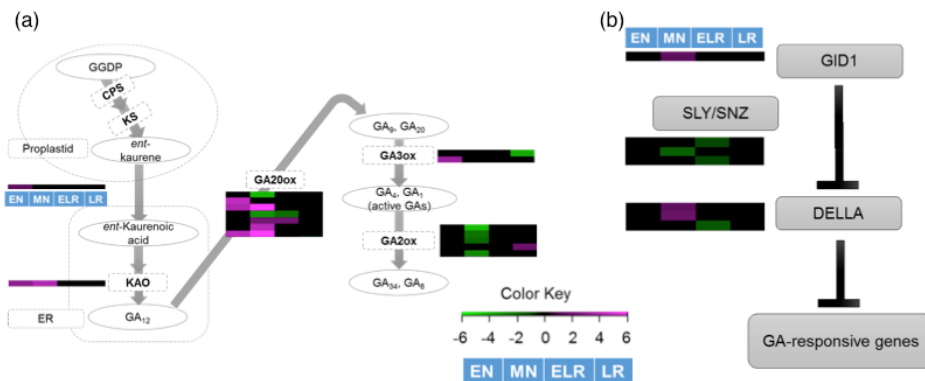 (a)
GGDP
CPS
KS
Proplastid
ent-
kaurene
EN MN ELR LR
ent-Kaurenoic
acid
KAO
ER
GA12
GA20ox
GA9, GA20
GA3ox
GA4, GA1
(active GAs)
GA2ox
GA34, GA8
Color Key
-6 -4 -2 0 2 4 6
EN MN ELR LR
(b)
EN MN ELR LR
GID1
SLY/SNZ
DELLA
GA-responsive genes